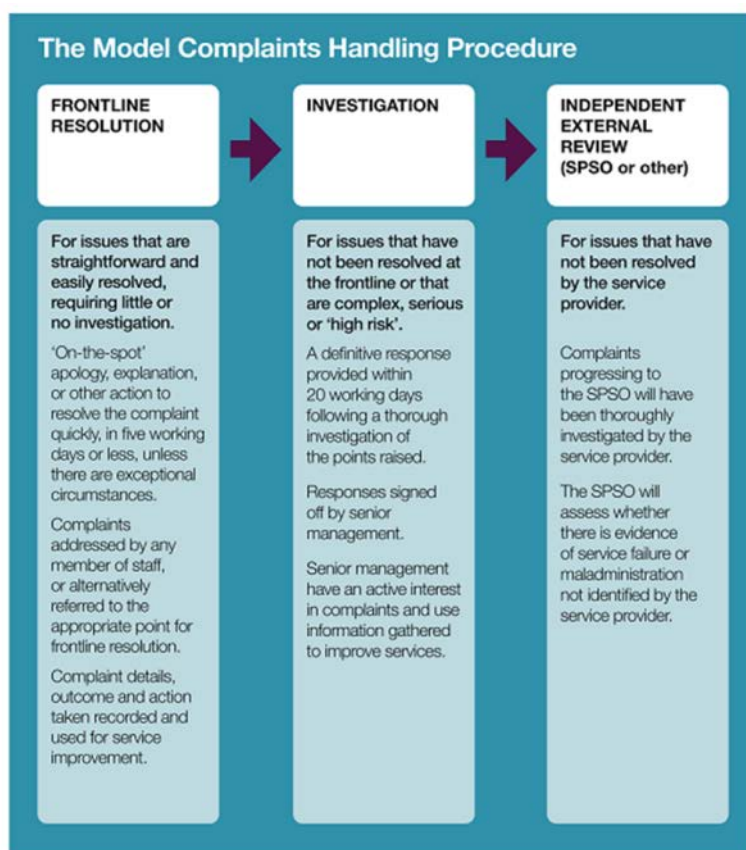 The Model Complaints Handling Procedure
FRONTLINE
RESOLUTION
INVESTIGATION
INDEPENDENT
EXTERNAL
REVIEW
(SPSO or other)
For issues that are
straightforward and
easily resolved,
requiring little or
no investigation.
‘On-the-spot’
apology, explanation,
or other action to
resolve the complaint
quickly, in five working
days or less, unless
there are exceptional
circumstances.
Complaints
addressed by any
member of staff,
or alternatively
referred to the
appropriate point for
frontline resolution.
Complaint details,
outcome and action
taken recorded and
used for service
improvement.
For issues that have
not been resolved at
the frontline or that
are complex, serious
or ‘high risk’.
A definitive response
provided within
20 working days
following a thorough
investigation of
the points raised.
Responses signed
off by senior
management.
Senior management
have an active interest
in complaints and use
information gathered
to improve services.
For issues that have
not been resolved
by the service
provider.
Complaints
progressing to
the SPSO will have
been thoroughly
investigated by the
service provider.
The SPSO will
assess whether
there is evidence
of service failure or
maladministration
not identified by the
service provider.